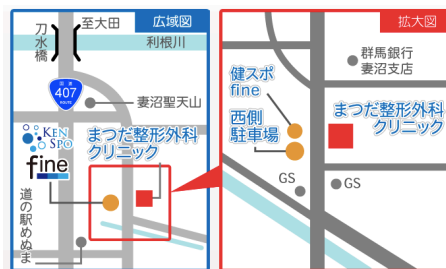 広域図
至大田
刀水橋
利根川
国道
407
ROUTE
妻沼聖天山
KEN
SPO
fine
まつだ整形外科
クリニック
道の駅めぬま
拡大図
群馬銀行
妻沼支店
健スポ
fine
西側
駐車場
まつだ整形外科
クリニック
GS
GS